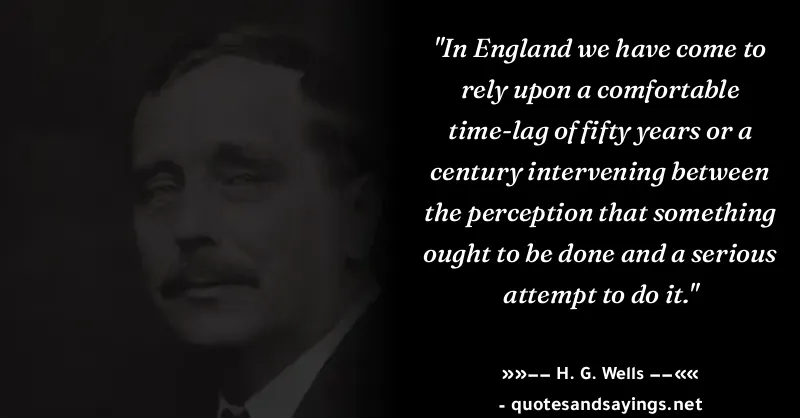 "In England we have come to
rely upon a comfortable
time-lag of fifty years or a
century intervening between
the perception that something
ought to be done and a serious
attempt to do it."
»»–– H. G. Wells ––««
- quotesandsayings.net